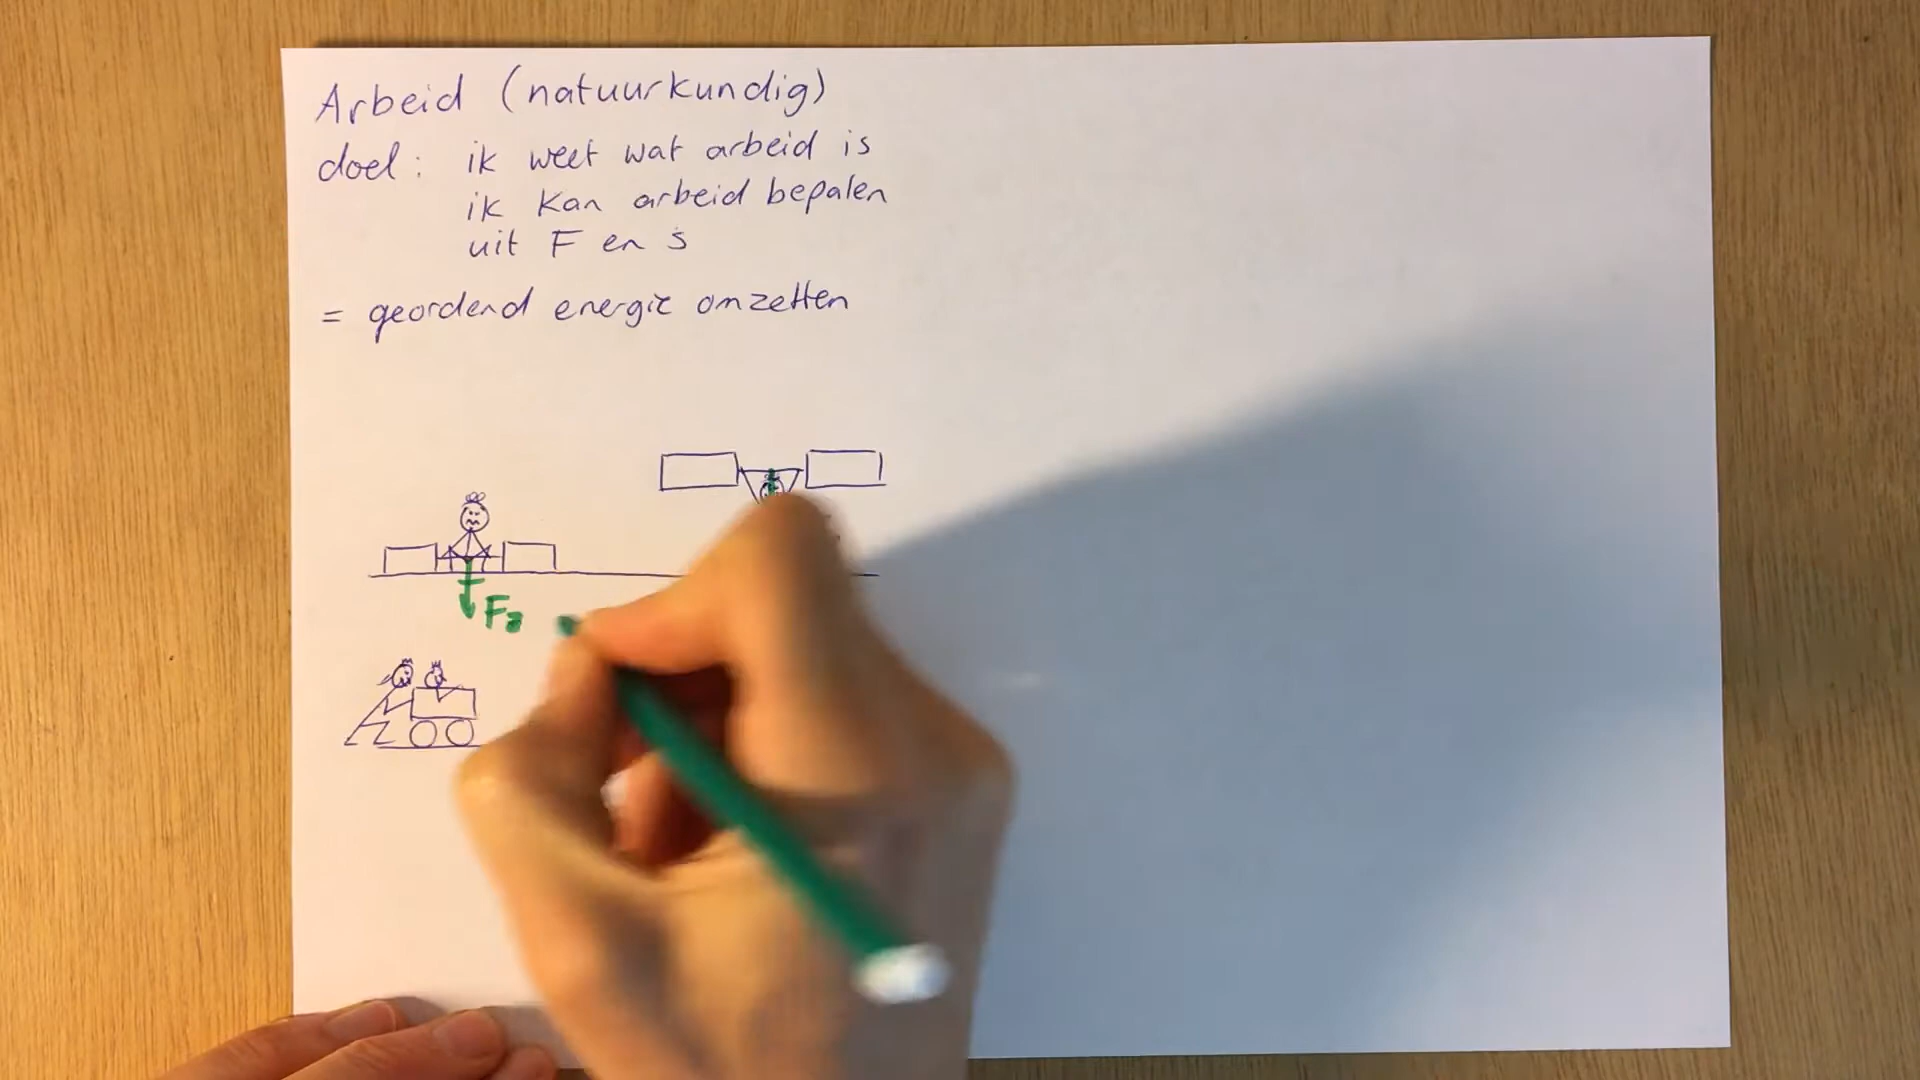 Arbeid (natuurkundig)
doel: ik weet wat arbeid is
ik kan arbeid bepalen
uit F en s
= geordend energie omzetten
Fz